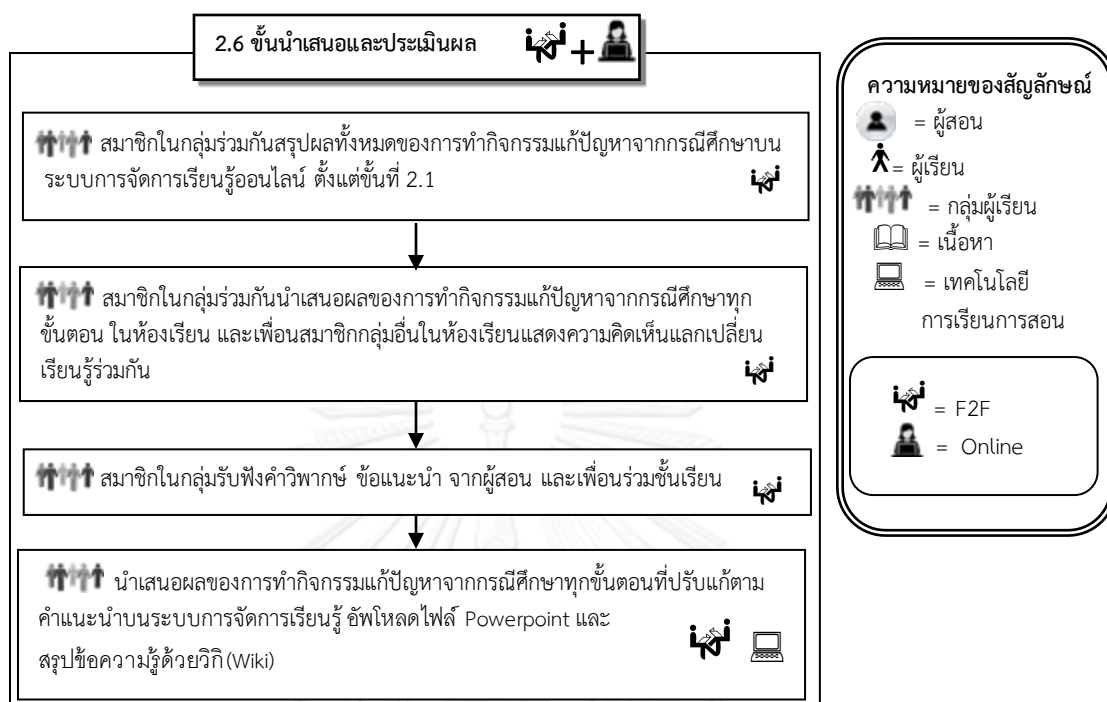 2.6 ขั้นนำเสนอและประเมินผล
+
สมาชิกในกลุ่มร่วมกันสรุปผลทั้งหมดของการทำกิจกรรมแก้ปัญหาจากกรณีศึกษาบน
ระบบการจัดการเรียนรู้ออนไลน์ ตั้งแต่ขั้นที่ 2.1
สมาชิกในกลุ่มร่วมกันนำเสนอผลของการทำกิจกรรมแก้ปัญหาจากกรณีศึกษาทุก
ขั้นตอน ในห้องเรียน และเพื่อนสมาชิกกลุ่มอื่นในห้องเรียนแสดงความคิดเห็นแลกเปลี่ยน
เรียนรู้ร่วมกัน
สมาชิกในกลุ่มรับฟังคำวิพากษ์ ข้อแนะนำ จากผู้สอน และเพื่อนร่วมชั้นเรียน
นำเสนอผลของการทำกิจกรรมแก้ปัญหาจากกรณีศึกษาทุกขั้นตอนที่ปรับแก้ตาม
คำแนะนำบนระบบการจัดการเรียนรู้ อัพโหลดไฟล์ Powerpoint และ
สรุปข้อความรู้ด้วยวิกิ(Wiki)
ความหมายของสัญลักษณ์
= ผู้สอน
= ผู้เรียน
= กลุ่มผู้เรียน
= เนื้อหา
= เทคโนโลยี
การเรียนการสอน
= F2F
= Online